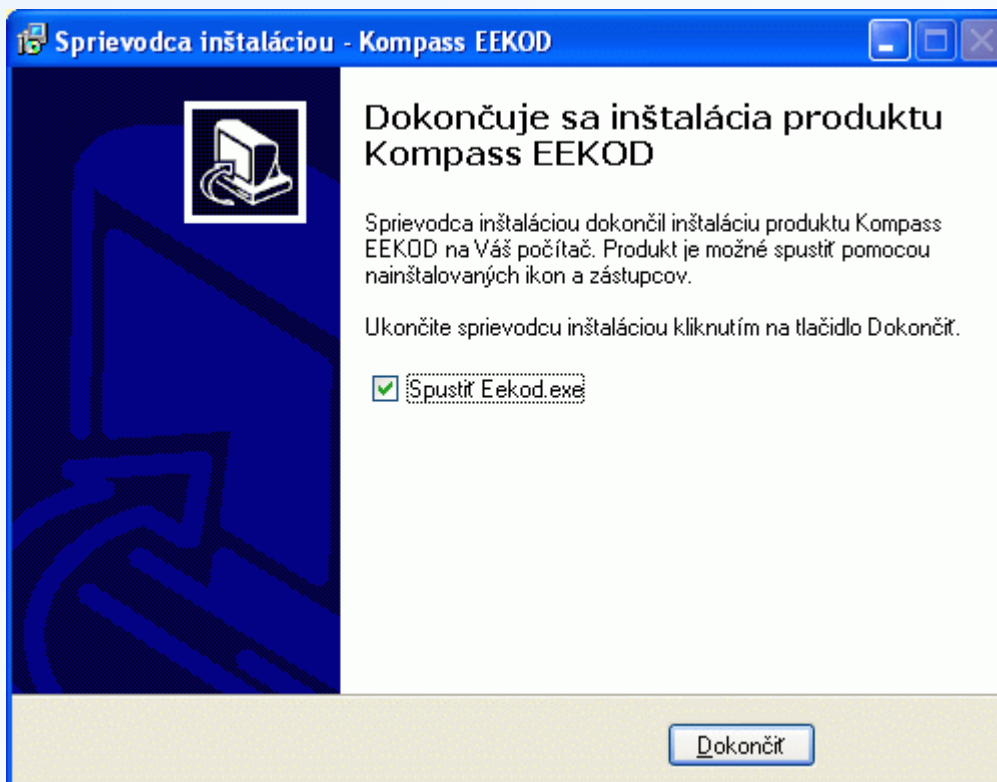 Sprievodca inštaláciou - Kompass EEKOD
Dokončuje sa inštalácia produktu
Kompass EEKOD
Sprievodca inštaláciou dokončil inštaláciu produktu Kompass
EEKOD na Váš počítač. Produkt je možné spustiť pomocou
nainštalovaných ikon a zástupcov.
Ukončite sprievodcu inštaláciou kliknutím na tlačidlo Dokončiť.
Spustiť Eekod.exe
Dokončiť